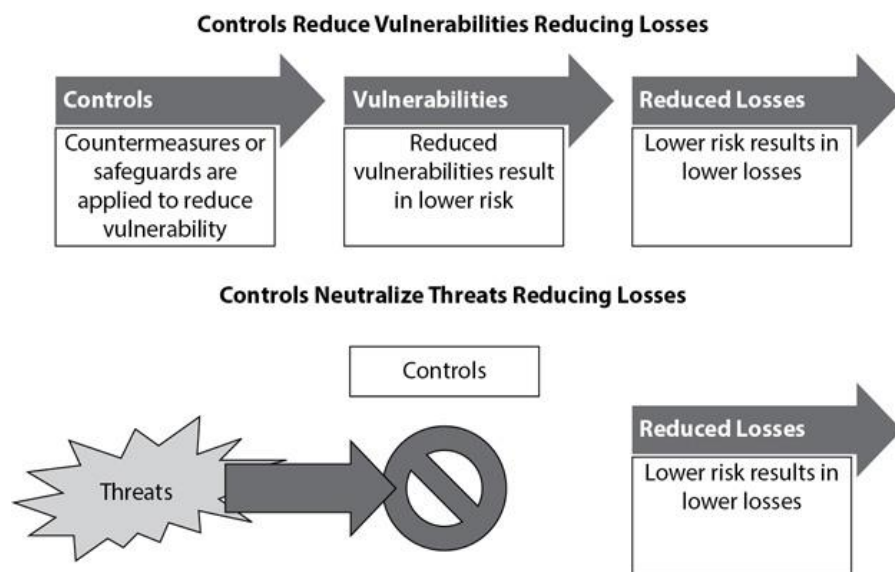 Controls Reduce Vulnerabilities Reducing Losses
Controls
Countermeasures or
safeguards are
applied to reduce
vulnerability
Vulnerabilities
Reduced
vulnerabilities result
in lower risk
Reduced Losses
Lower risk results in
lower losses
Controls Neutralize Threats Reducing Losses
Controls
Threats
Reduced Losses
Lower risk results in
lower losses